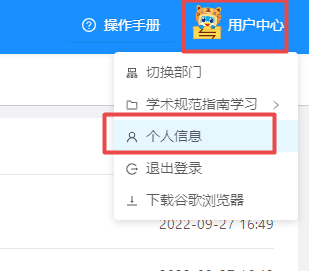 操作手册
用户中心
切换部门
学术规范指南学习
个人信息
退出登录
下载谷歌浏览器
2022-09-27 16:49